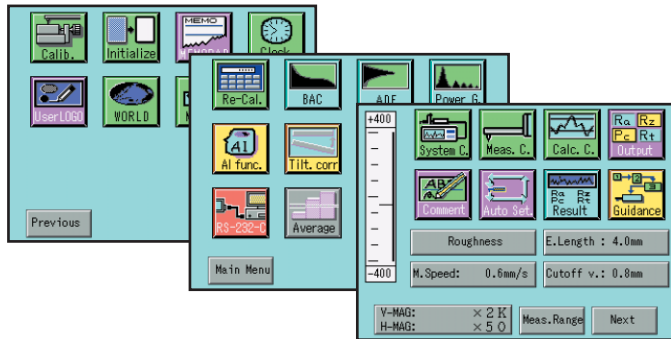 Calib.
Initialize
MEMO
MEMOPAD
Clock
UserLOGO
WORLD
Previous
Re-Cal.
BAC
ADF
Power G.
AI
AI func.
Tilt. corr
RS-232-C
Average
Main Menu
+400
-400
System C.
Meas. C.
Calc. C.
Ra Rz
Pc Rt
Output
ABC
Comment
Auto Set.
Ra Rz
Pc Rt
Result
Guidance
Roughness
E.Length : 4.0mm
M.Speed: 0.6mm/s
Cutoff v.: 0.8mm
V-MAG: ×2K
H-MAG: ×50
Meas.Range
Next